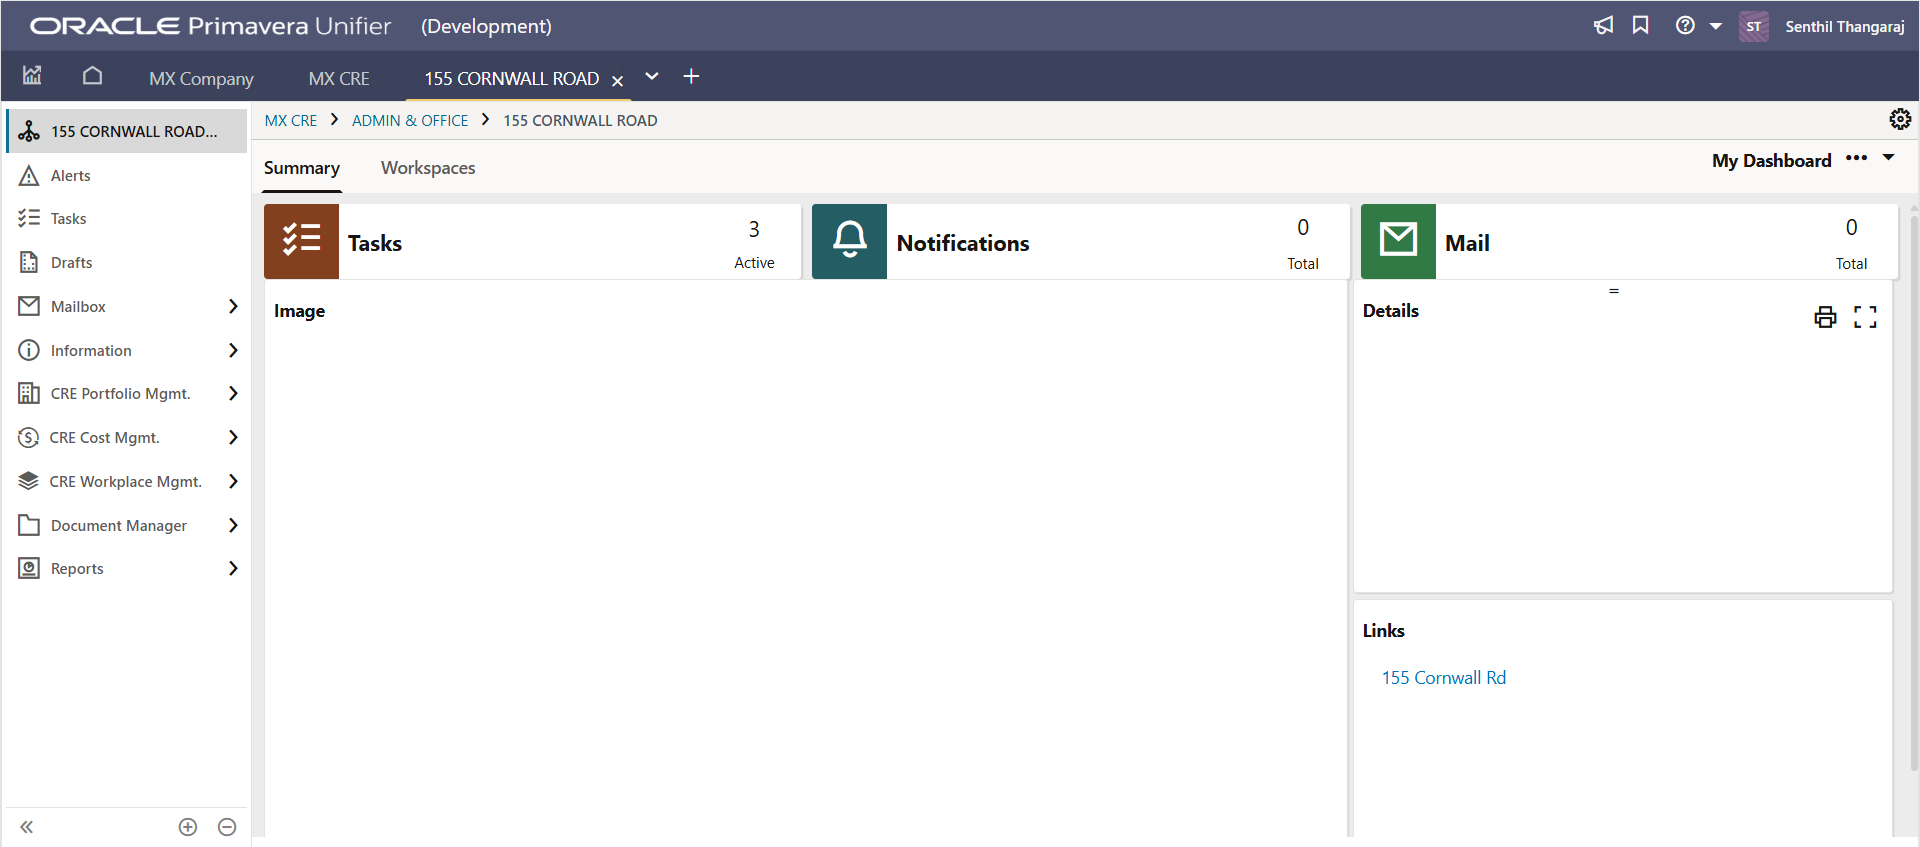 ORACLE Primavera Unifier (Development)
ST Senthil Thangaraj
MX Company MX CRE 155 CORNWALL ROAD
155 CORNWALL ROAD...
Alerts
Tasks
Drafts
Mailbox
Information
CRE Portfolio Mgmt.
CRE Cost Mgmt.
CRE Workplace Mgmt.
Document Manager
Reports
MX CRE > ADMIN & OFFICE > 155 CORNWALL ROAD
Summary Workspaces
My Dashboard
Tasks
3
Active
Notifications
0
Total
Mail
0
Total
Image
Details
Links
155 Cornwall Rd